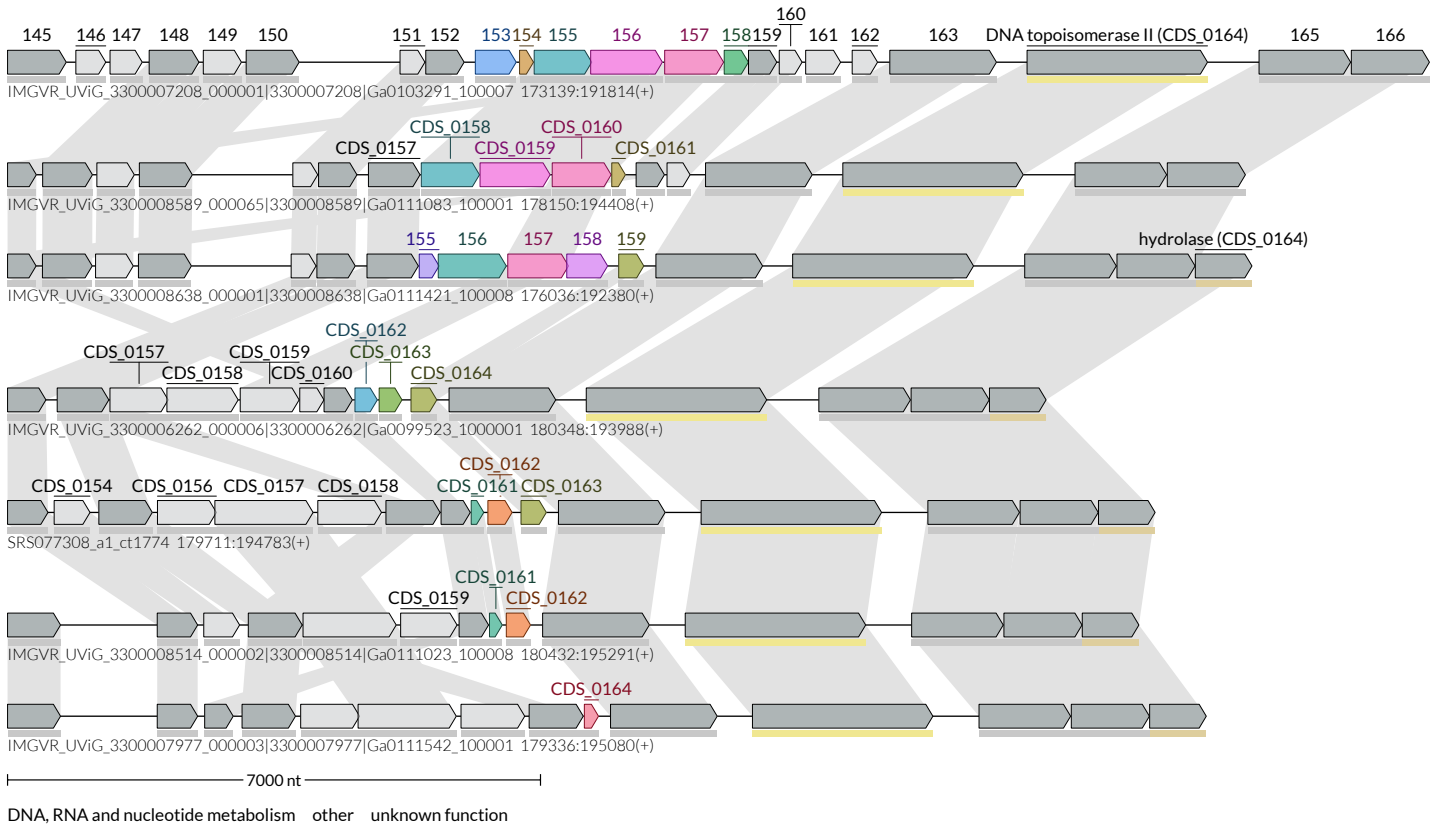 160
145 146 147 148 149 150 151 152 153 154 155 156 157 158 159 161 162 163 DNA topoisomerase II (CDS_0164) 165 166
IMGVR_UViG_3300007208_000001|3300007208|Ga0103291_100007 173139:191814(+)
CDS_0158 CDS_0160
CDS_0157 CDS_0159 CDS_0161
IMGVR_UViG_3300008589_000065|3300008589|Ga0111083_100001 178150:194408(+)
155 156 157 158 159 hydrolase (CDS_0164)
IMGVR_UViG_3300008638_000001|3300008638|Ga0111421_100008 176036:192380(+)
CDS_0162
CDS_0157 CDS_0159 CDS_0163
CDS_0158 CDS_0160 CDS_0164
IMGVR_UViG_3300006262_000006|3300006262|Ga0099523_1000001 180348:193988(+)
CDS_0162
CDS_0154 CDS_0156 CDS_0157 CDS_0158 CDS_0161 CDS_0163
SRS077308_a1_ct1774 179711:194783(+)
CDS_0161
CDS_0159 CDS_0162
IMGVR_UViG_3300008514_000002|3300008514|Ga0111023_100008 180432:195291(+)
CDS_0164
IMGVR_UViG_3300007977_000003|3300007977|Ga0111542_100001 179336:195080(+)
7000 nt
DNA, RNA and nucleotide metabolism other unknown function